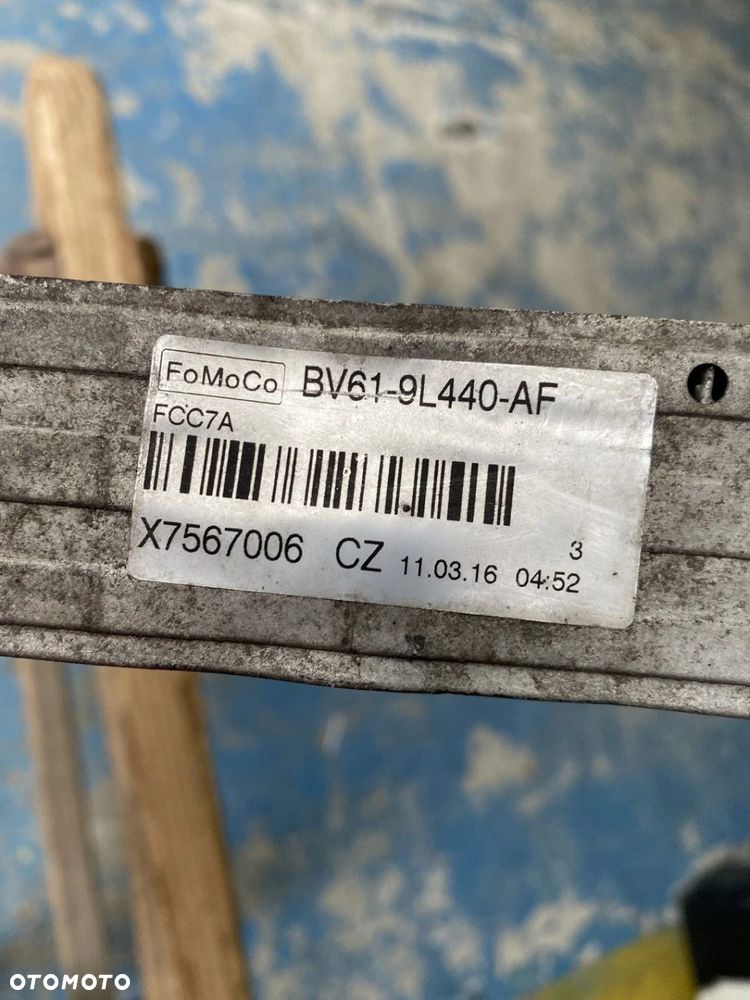 FoMoCo BV61-9L440-AF
FCC7A
3
X7567006 CZ 11.03.16 04:52
OTOMOTO